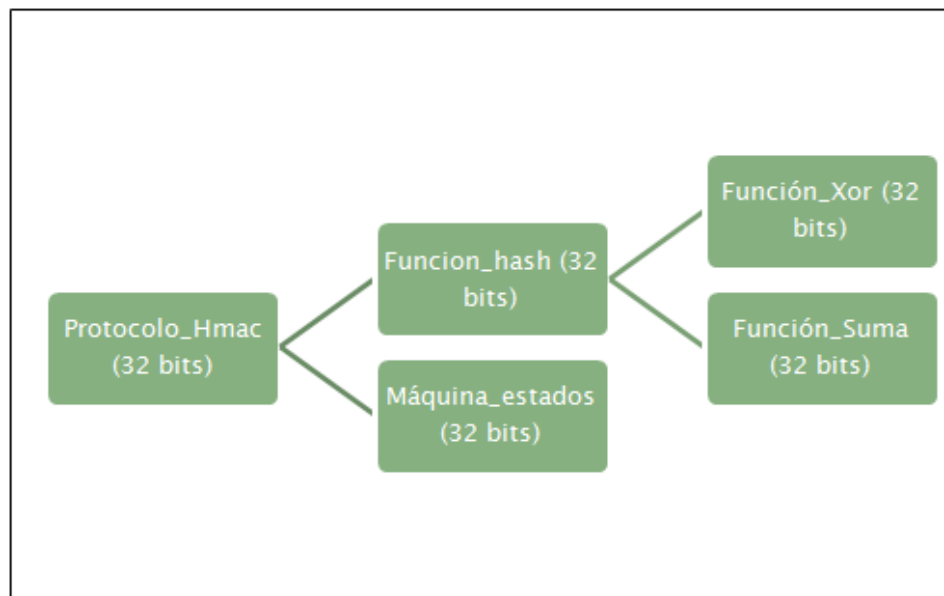 Protocolo_Hmac
(32 bits)
Funcion_hash (32
bits)
Máquina_estados
(32 bits)
Función_Xor (32
bits)
Función_Suma
(32 bits)